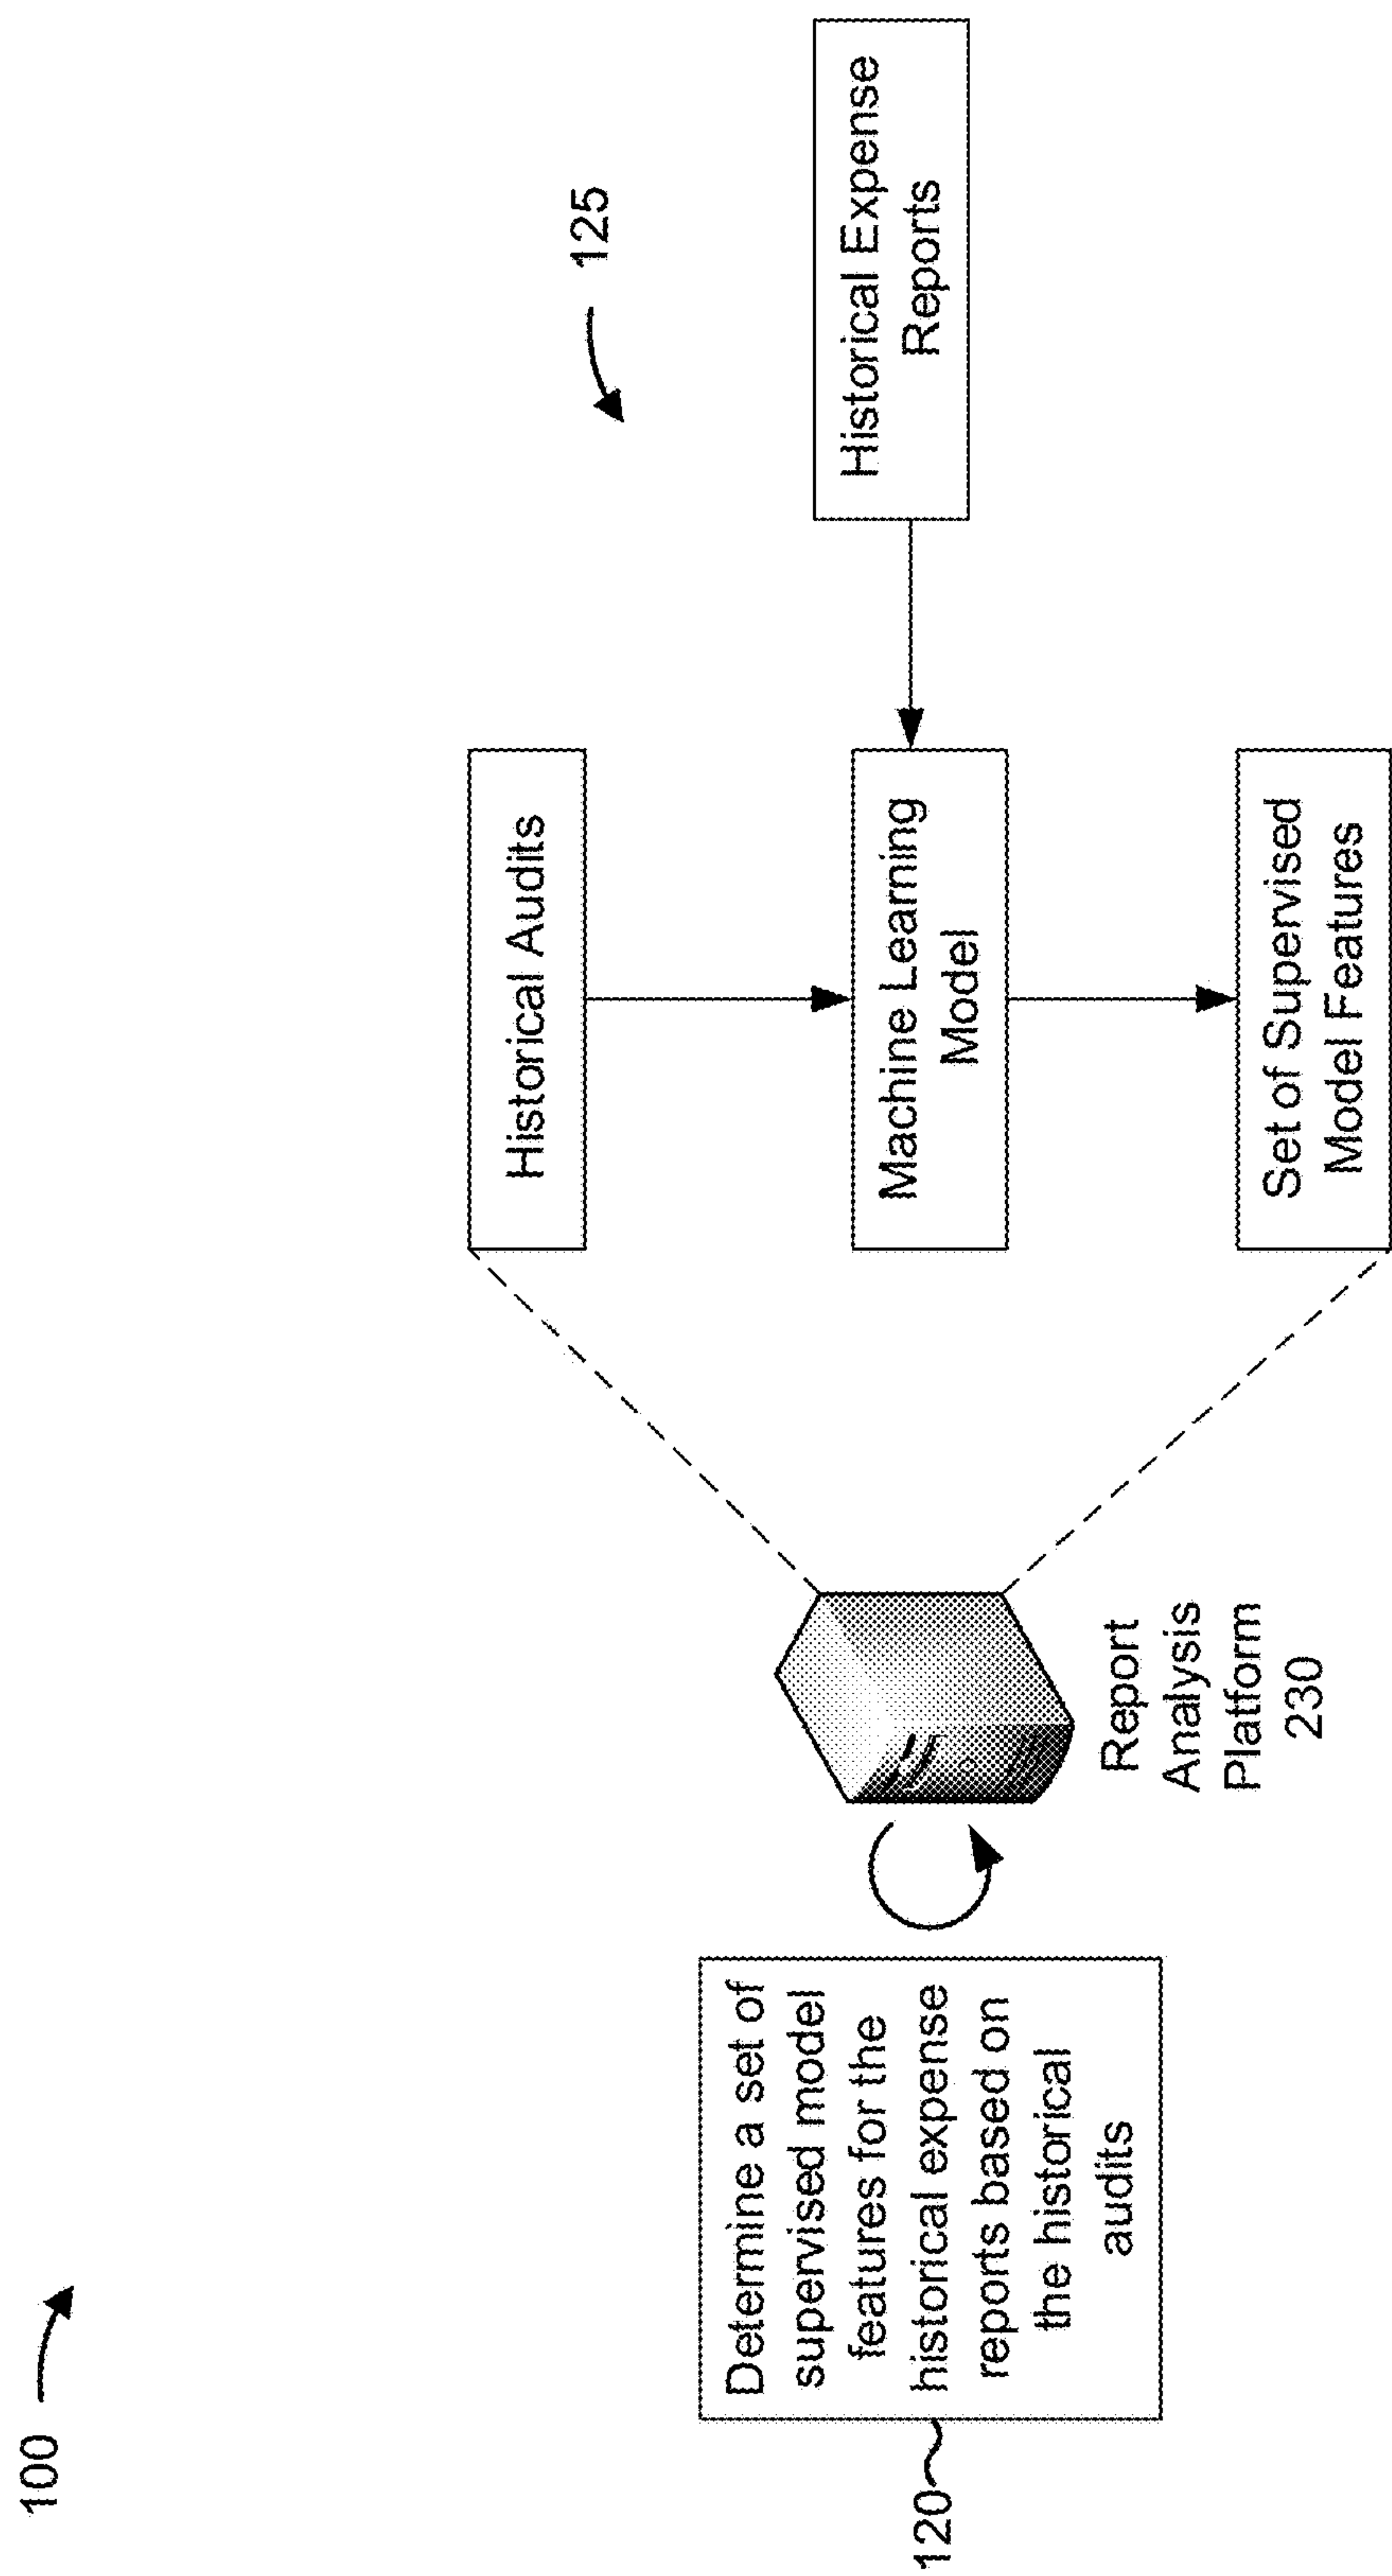 100
120
Determine a set of
supervised model
features for the
historical expense
reports based on
the historical
audits
Report
Analysis
Platform
230
Historical Audits
Machine Learning
Model
Set of Supervised
Model Features
125
Historical Expense
Reports